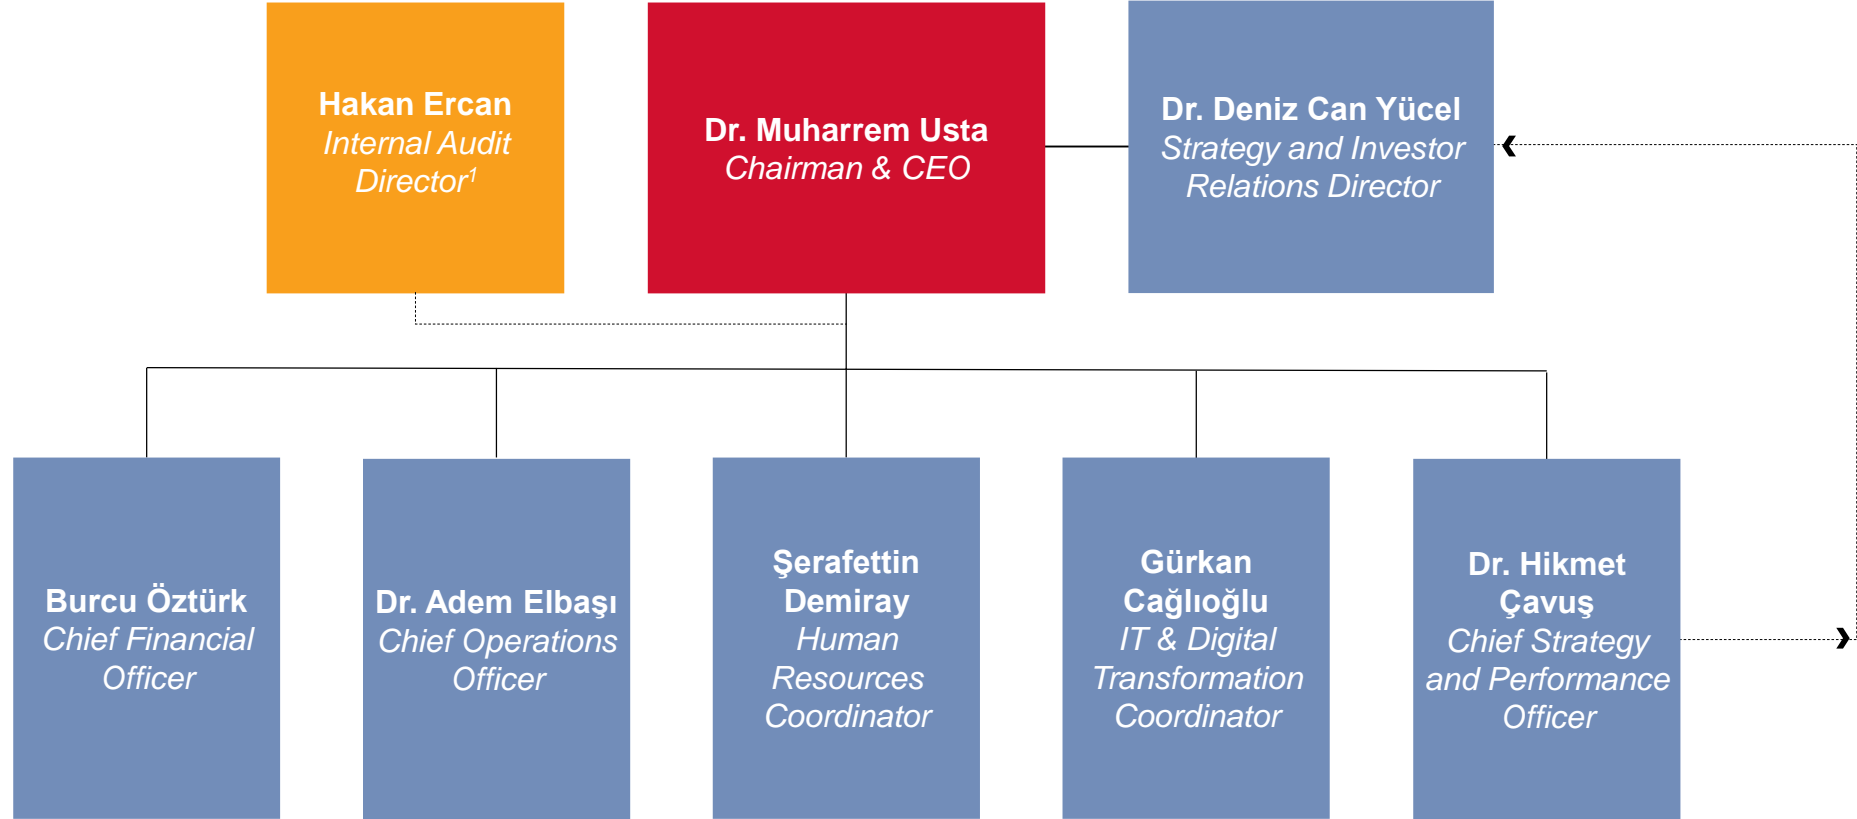 Hakan Ercan
Internal Audit
Director¹
Dr. Muharrem Usta
Chairman & CEO
Dr. Deniz Can Yücel
Strategy and Investor
Relations Director
Burcu Öztürk
Chief Financial
Officer
Dr. Adem Elbaşı
Chief Operations
Officer
Şerafettin
Demiray
Human
Resources
Coordinator
Gürkan
Cağlıoğlu
IT & Digital
Transformation
Coordinator
Dr. Hikmet
Çavuş
Chief Strategy
and Performance
Officer